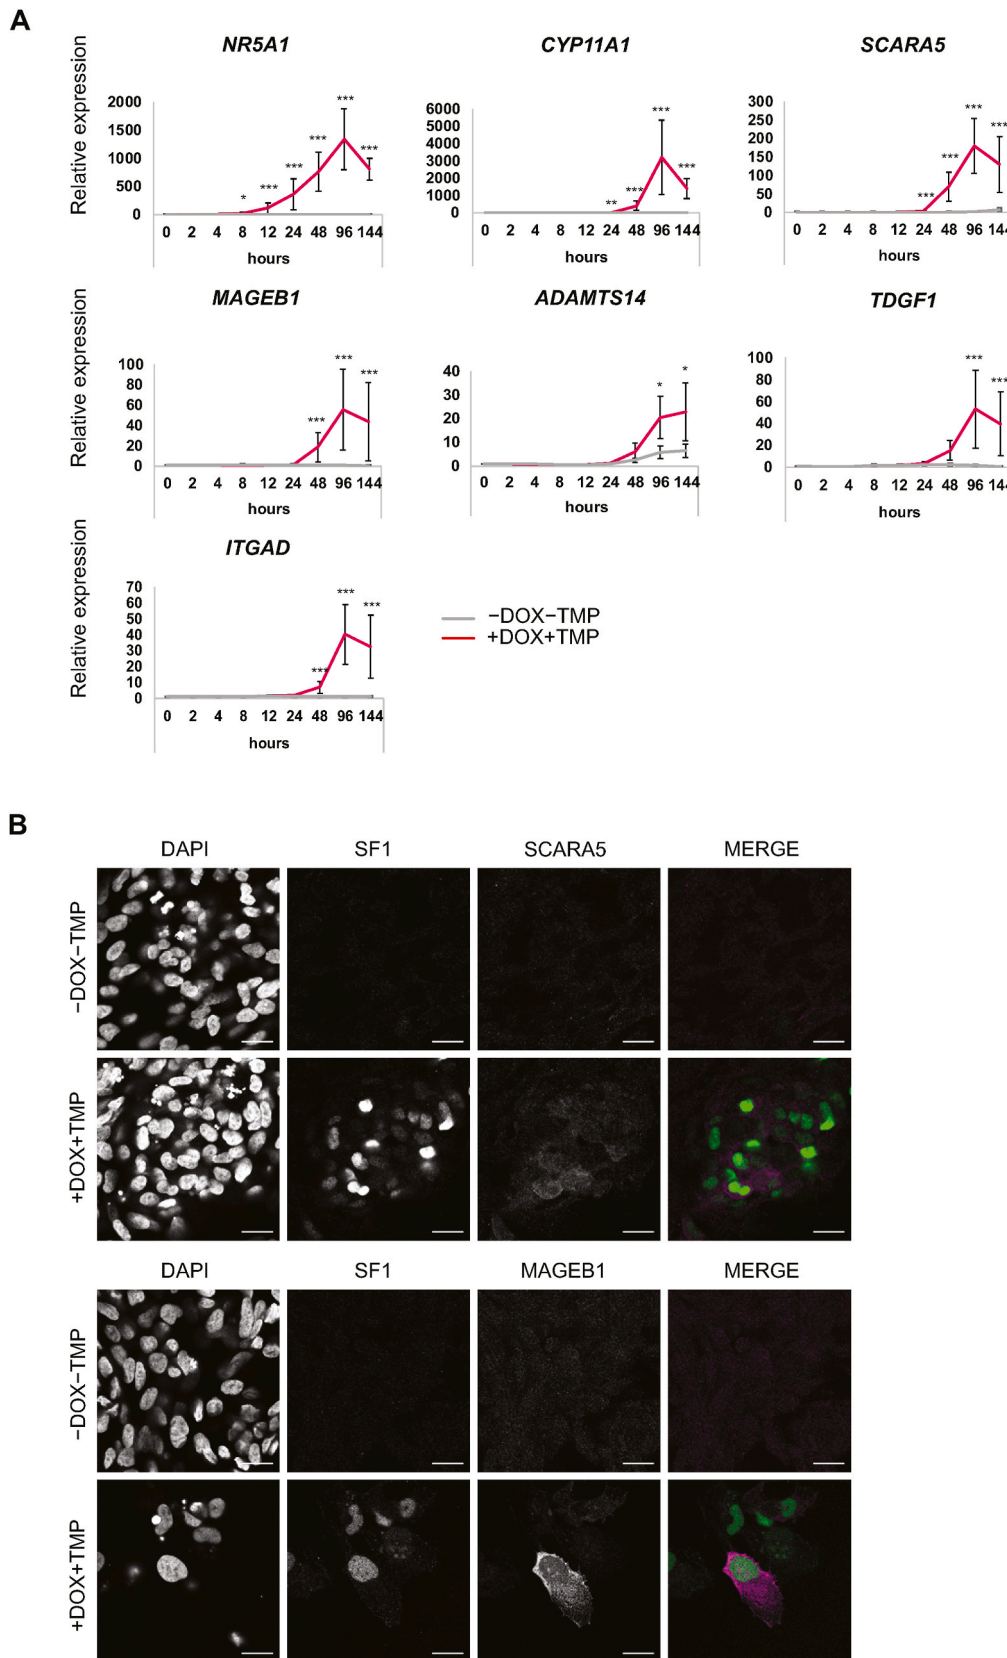 A
NR5A1 CYP11A1 SCARA5
Relative expression
2000
1500
1000
500
0
* *** *** *** *** ***
0 2 4 8 12 24 48 96 144
hours
6000
5000
4000
3000
2000
1000
0
** *** *** ***
0 2 4 8 12 24 48 96 144
hours
300
250
200
150
100
50
0
*** *** *** ***
0 2 4 8 12 24 48 96 144
hours
MAGEB1 ADAMTS14 TDGF1
Relative expression
100
80
60
40
20
0
*** *** ***
0 2 4 8 12 24 48 96 144
hours
40
30
20
10
0
* *
0 2 4 8 12 24 48 96 144
hours
100
80
60
40
20
0
*** ***
0 2 4 8 12 24 48 96 144
hours
ITGAD
Relative expression
70
60
50
40
30
20
10
0
*** *** ***
0 2 4 8 12 24 48 96 144
hours
−DOX−TMP
+DOX+TMP
B
DAPI SF1 SCARA5 MERGE
−DOX−TMP
+DOX+TMP
DAPI SF1 MAGEB1 MERGE
−DOX−TMP
+DOX+TMP